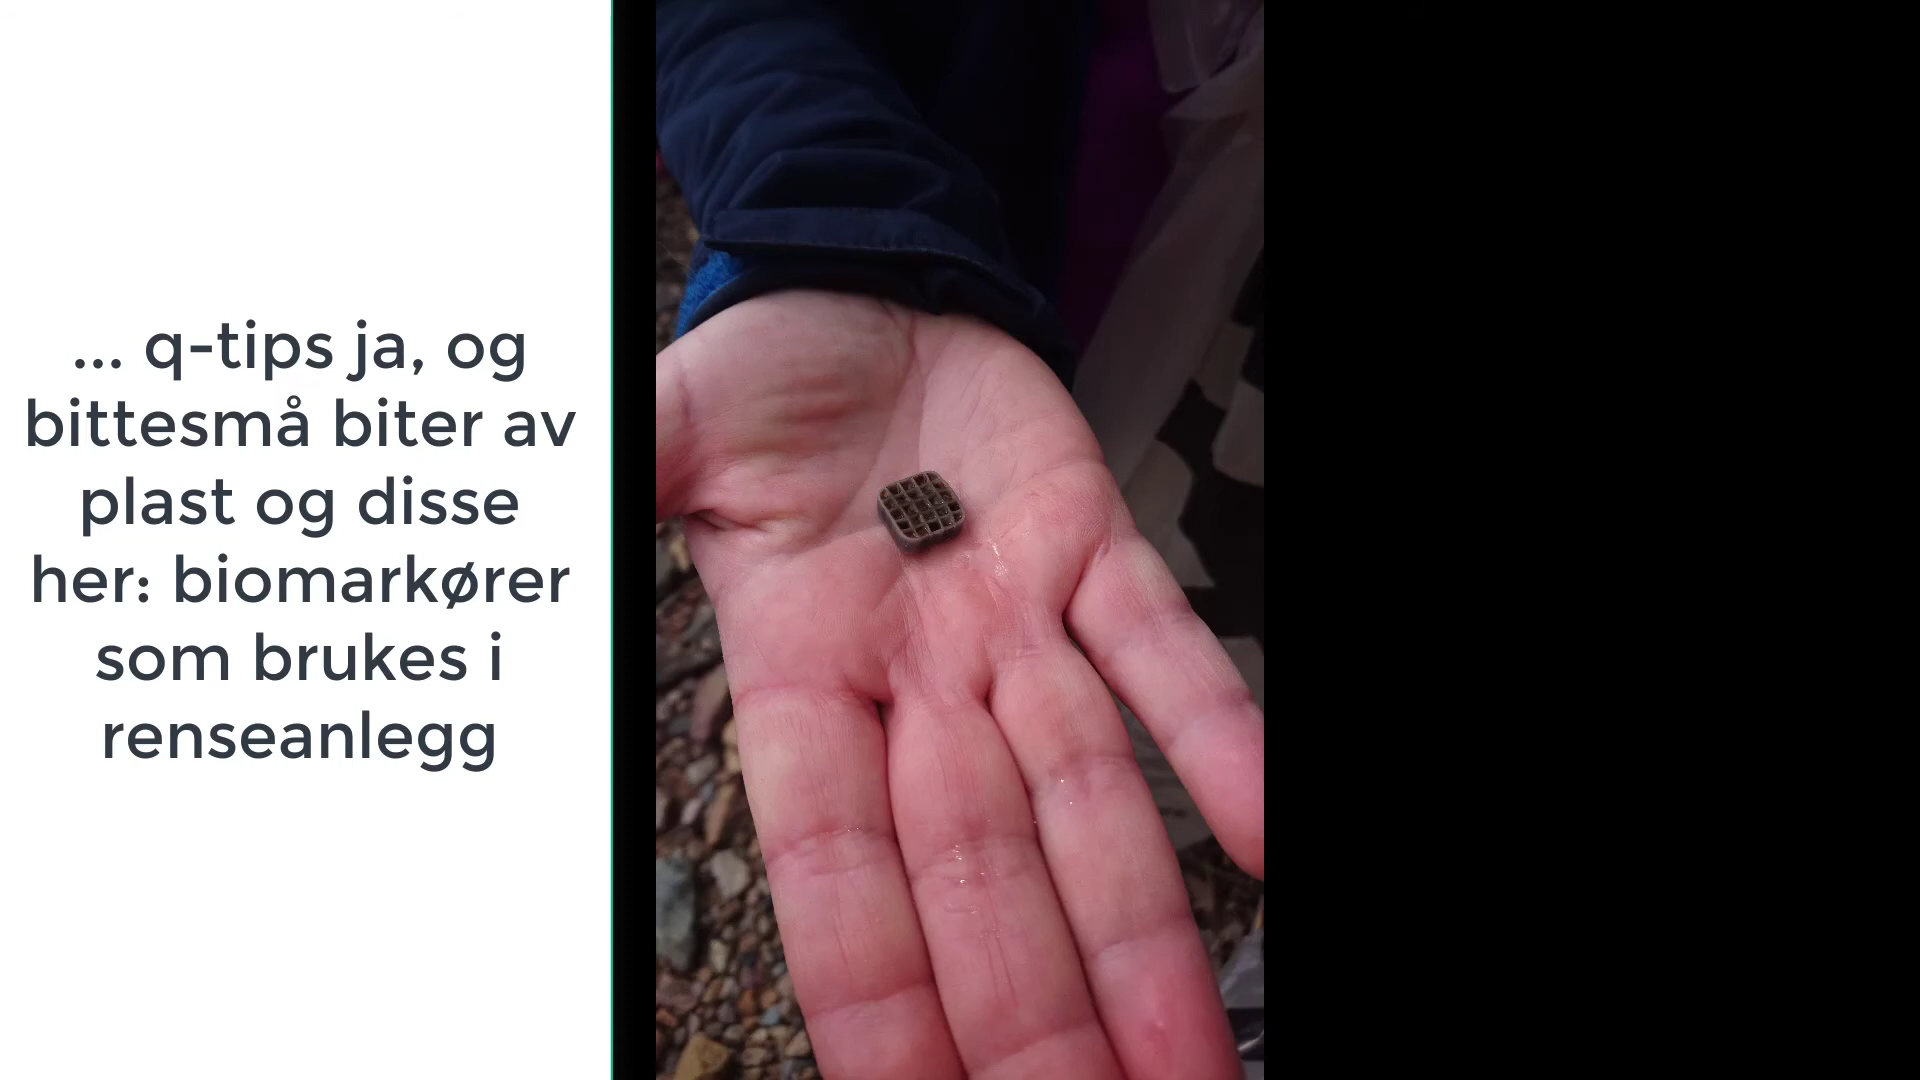 ... q-tips ja, og
bittesmå biter av
plast og disse
her: biomarkører
som brukes i
renseanlegg